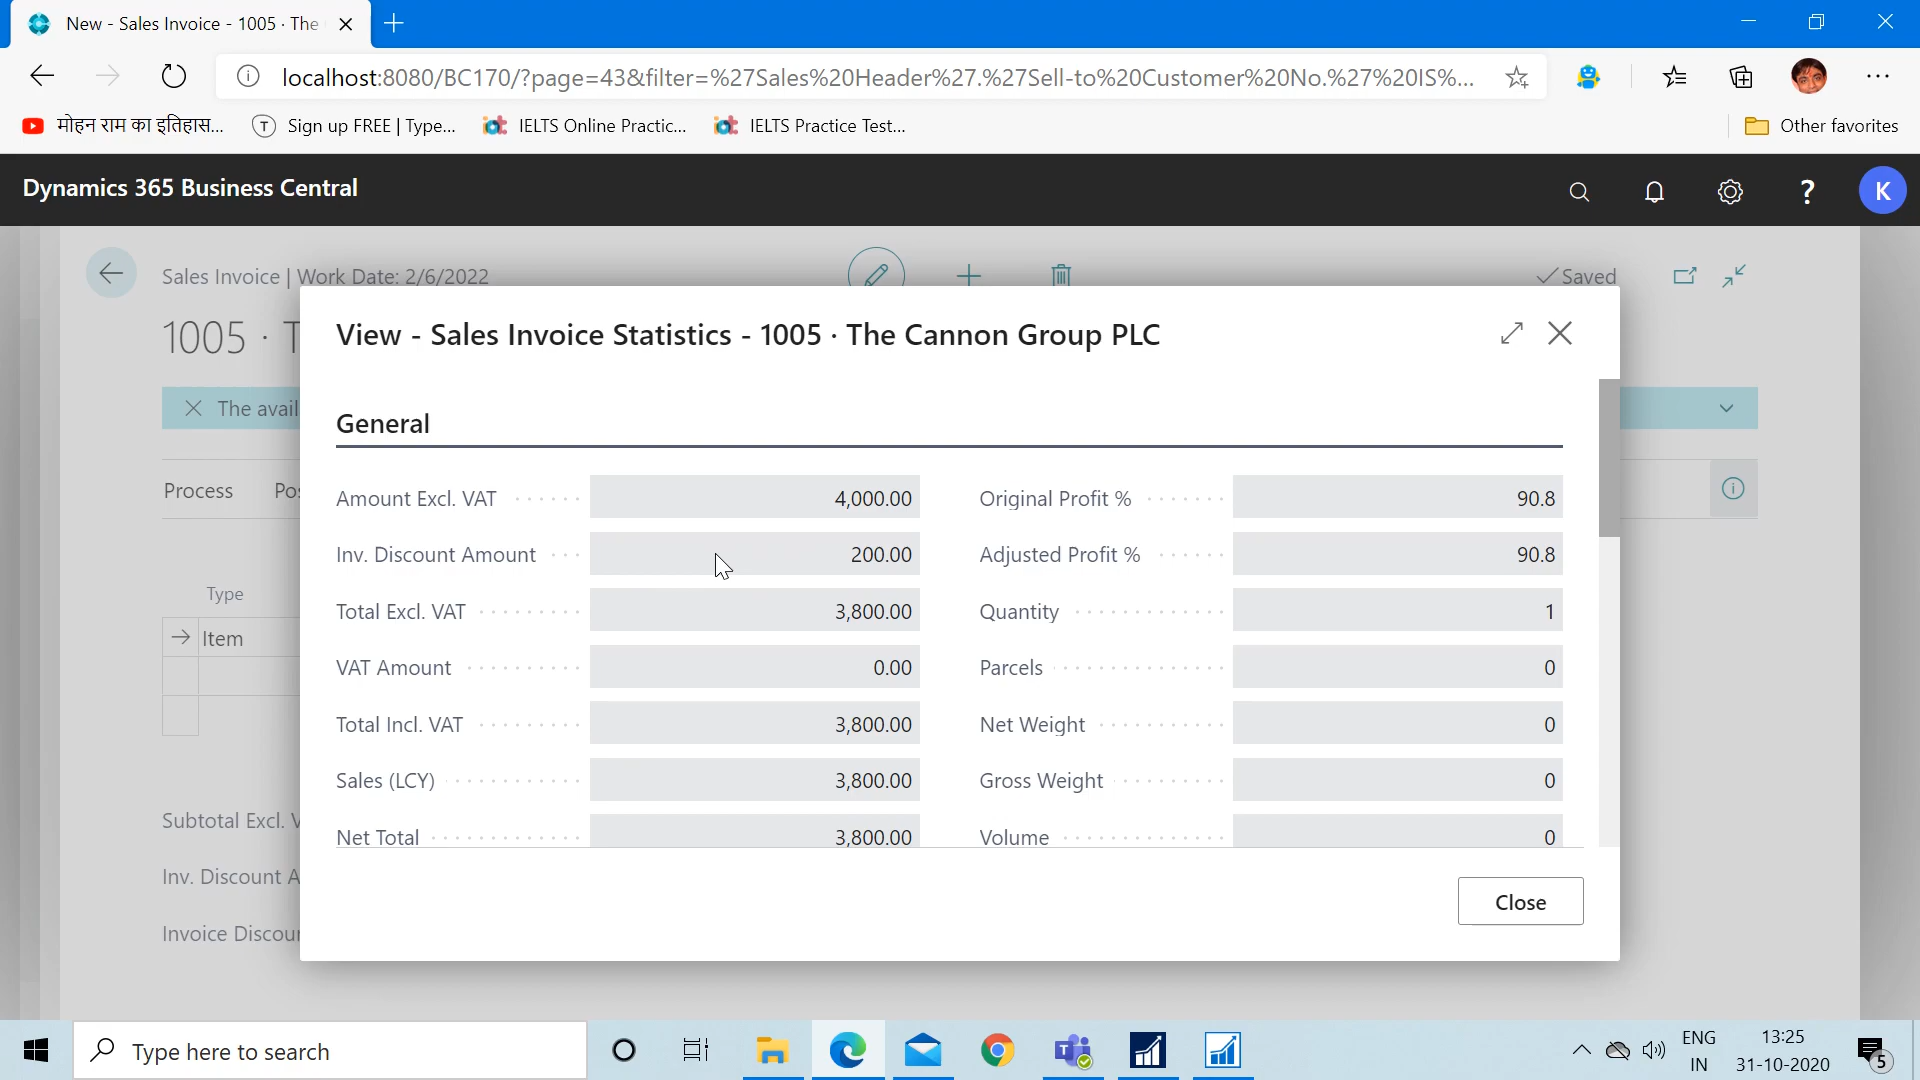 New - Sales Invoice - 1005 · The
localhost:8080/BC170/?page=43&filter=%27Sales%20Header%27.%27Sell-to%20Customer%20No.%27%20IS%...
मोहन राम का इतिहास...
Sign up FREE | Type...
IELTS Online Practic...
IELTS Practice Test...
Other favorites
Dynamics 365 Business Central
K
Sales Invoice | Work Date: 2/6/2022
Saved
1005 · T
The avail
Process
Pos
Type
Item
Subtotal Excl. V
Inv. Discount A
Invoice Discou
View - Sales Invoice Statistics - 1005 · The Cannon Group PLC
General
Amount Excl. VAT 4,000.00
Inv. Discount Amount 200.00
Total Excl. VAT 3,800.00
VAT Amount 0.00
Total Incl. VAT 3,800.00
Sales (LCY) 3,800.00
Net Total 3,800.00
Original Profit % 90.8
Adjusted Profit % 90.8
Quantity 1
Parcels 0
Net Weight 0
Gross Weight 0
Volume 0
Close
Type here to search
ENG
IN
13:25
31-10-2020
5